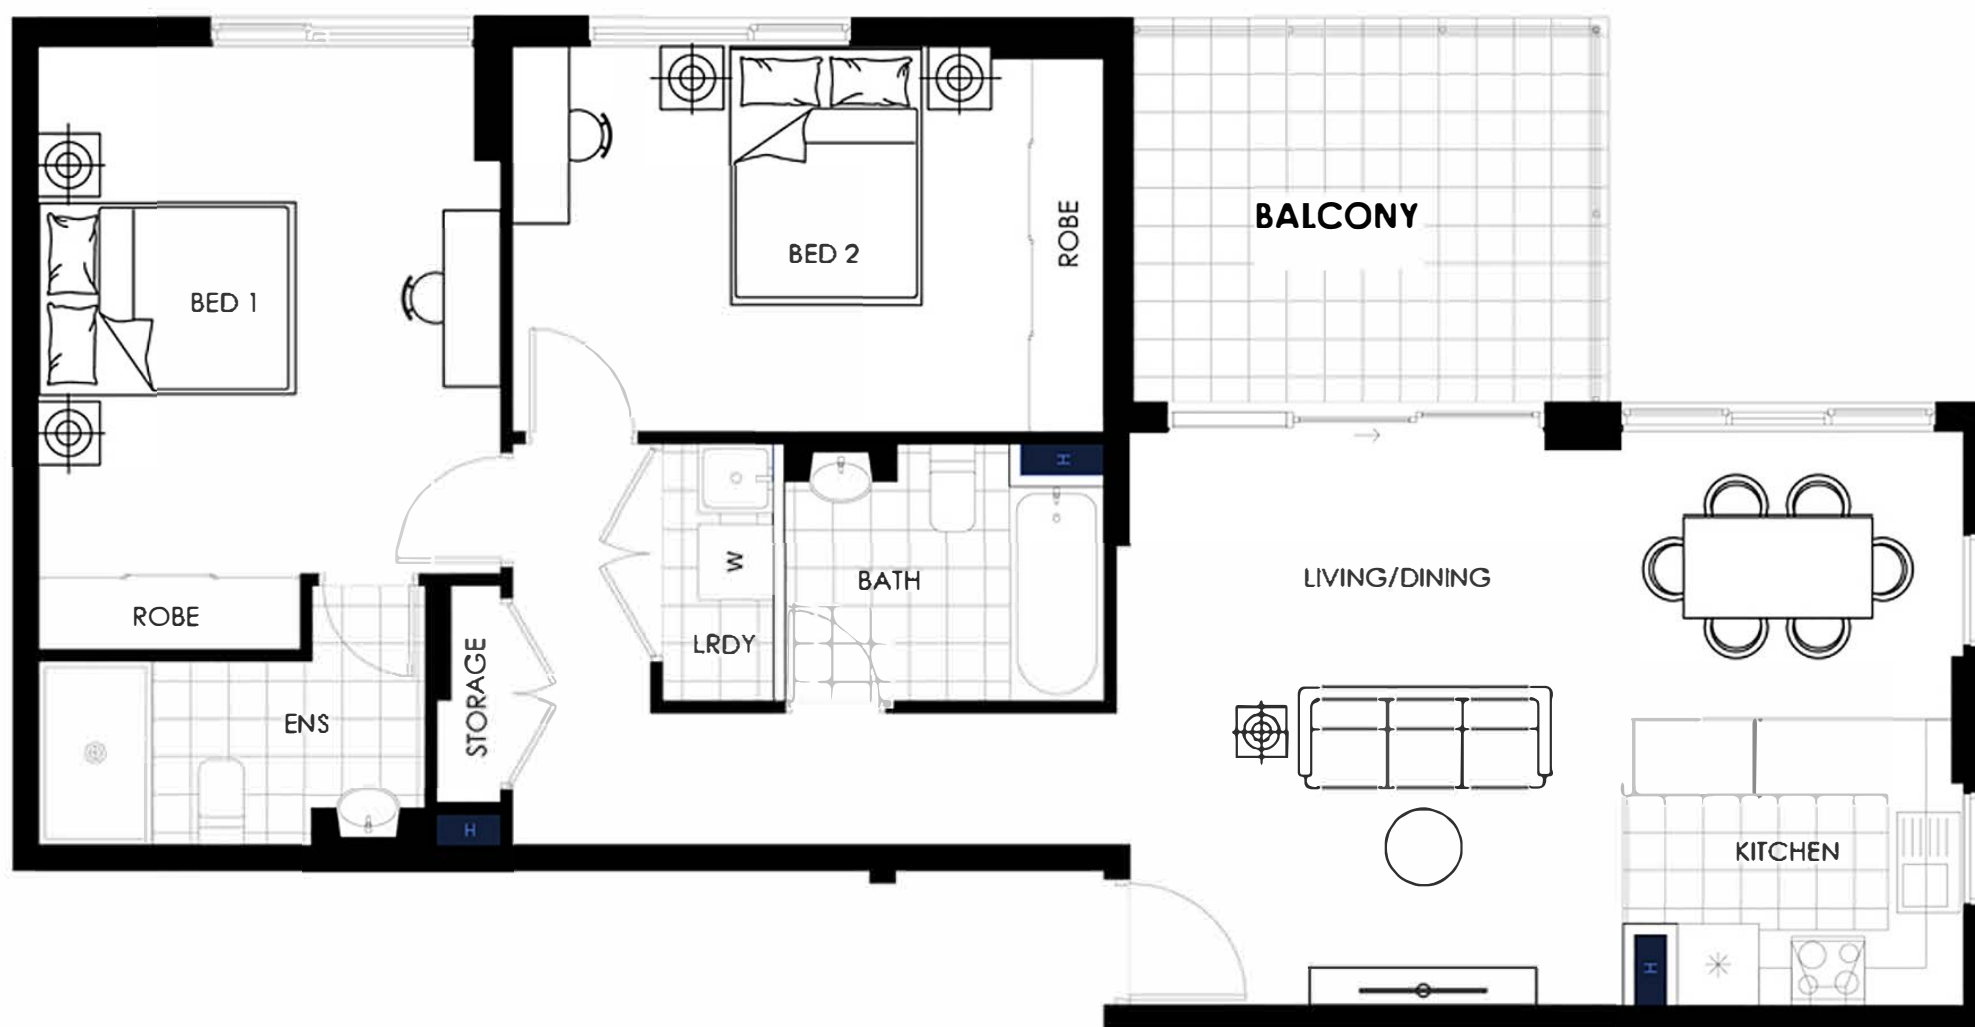 BALCONY
ROBE
BED 2
BED 1
H
LIVING/DINING
W
BATH
ROBE
LRDY
STORAGE
ENS
H
KITCHEN
H